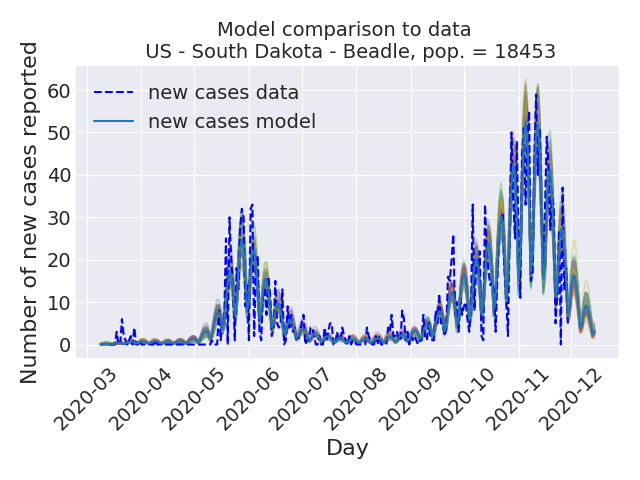 Model comparison to data
US - South Dakota - Beadle, pop. = 18453
Number of new cases reported
60
50
40
30
20
10
0
new cases data
new cases model
2020-03
2020-04
2020-05
2020-06
2020-07
2020-08
2020-09
2020-10
2020-11
2020-12
Day